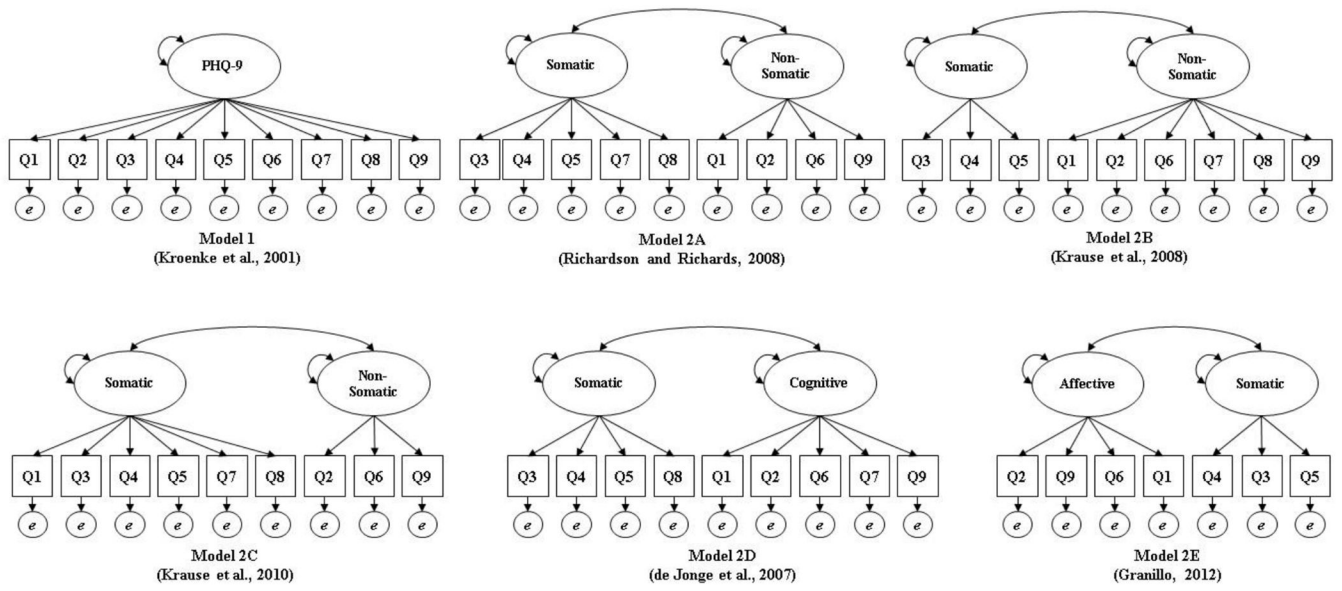 PHQ-9
Q1 Q2 Q3 Q4 Q5 Q6 Q7 Q8 Q9
e e e e e e e e e
Model 1
(Kroenke et al., 2001)
Somatic
Non-
Somatic
Q3 Q4 Q5 Q7 Q8 Q1 Q2 Q6 Q9
e e e e e e e e e
Model 2A
(Richardson and Richards, 2008)
Somatic
Non-
Somatic
Q3 Q4 Q5 Q1 Q2 Q6 Q7 Q8 Q9
e e e e e e e e e
Model 2B
(Krause et al., 2008)
Somatic
Non-
Somatic
Q1 Q3 Q4 Q5 Q7 Q8 Q2 Q6 Q9
e e e e e e e e e
Model 2C
(Krause et al., 2010)
Somatic
Cognitive
Q3 Q4 Q5 Q8 Q1 Q2 Q6 Q7 Q9
e e e e e e e e e
Model 2D
(de Jonge et al., 2007)
Affective
Somatic
Q2 Q9 Q6 Q1 Q4 Q3 Q5
e e e e e e e
Model 2E
(Granillo, 2012)